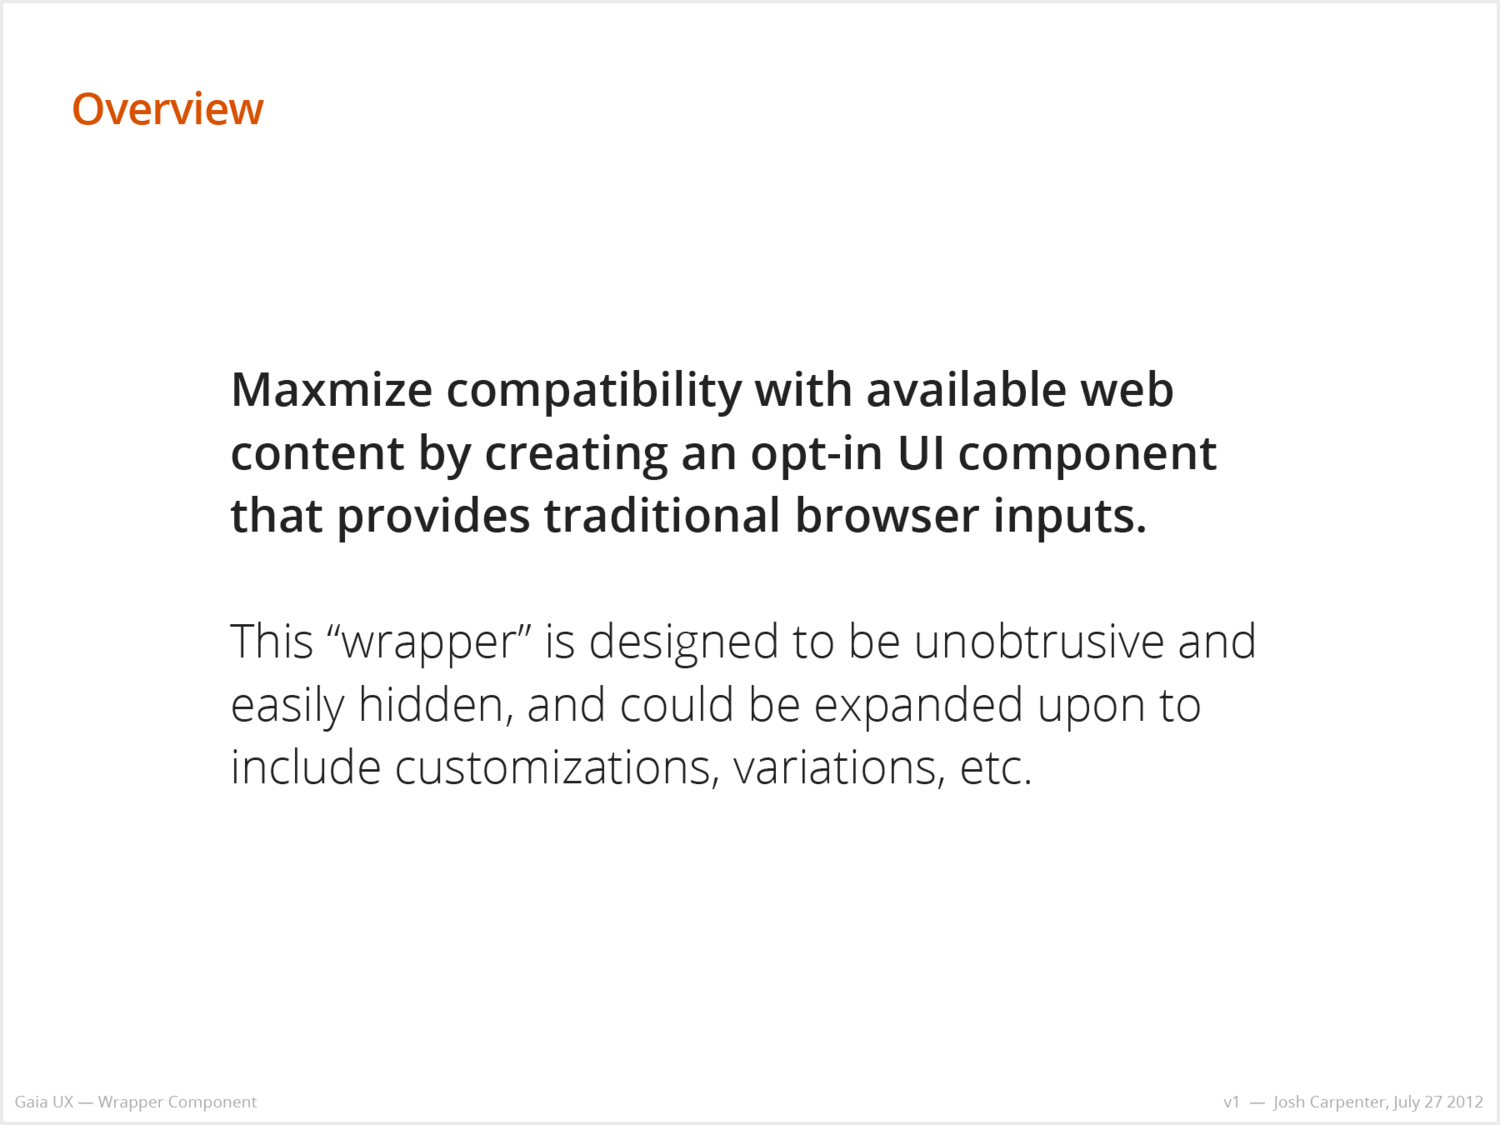 Overview
Maxmize compatibility with available web
content by creating an opt-in UI component
that provides traditional browser inputs.
This “wrapper” is designed to be unobtrusive and
easily hidden, and could be expanded upon to
include customizations, variations, etc.
Gaia UX — Wrapper Component
v1 — Josh Carpenter, July 27 2012